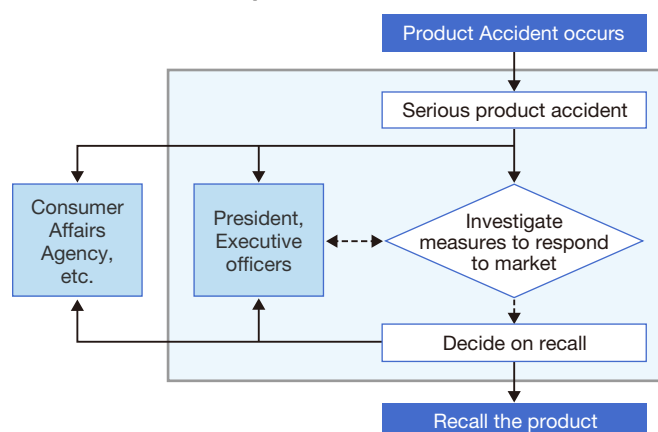 Product Accident occurs
Serious product accident
Consumer
Affairs
Agency,
etc.
President,
Executive
officers
Investigate
measures to respond
to market
Decide on recall
Recall the product